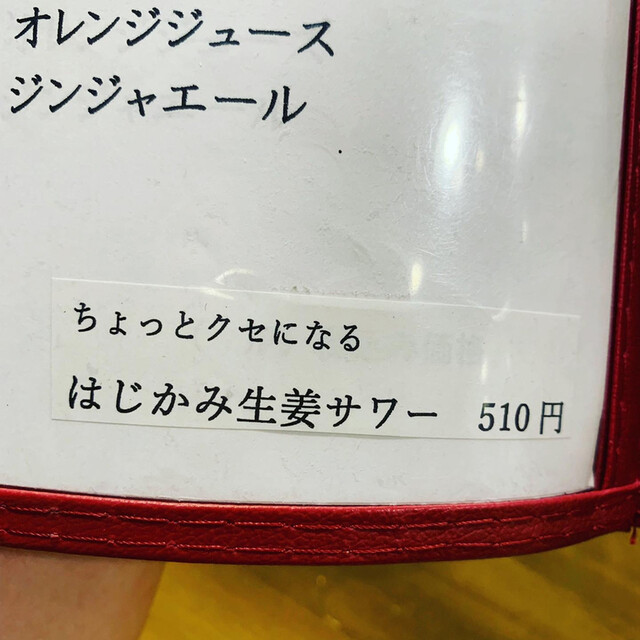 オレンジジュース
ジンジャエール
ちょっとクセになる
はじかみ生姜サワー 510円